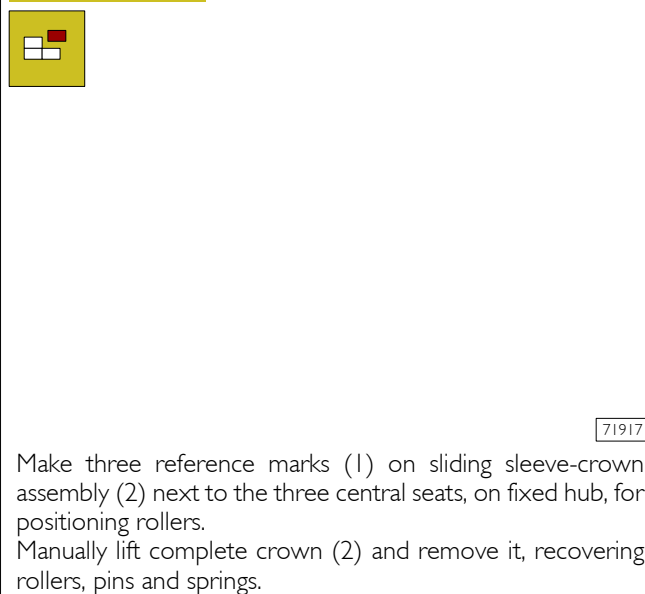 71917
Make three reference marks (1) on sliding sleeve-crown
assembly (2) next to the three central seats, on fixed hub, for
positioning rollers.
Manually lift complete crown (2) and remove it, recovering
rollers, pins and springs.